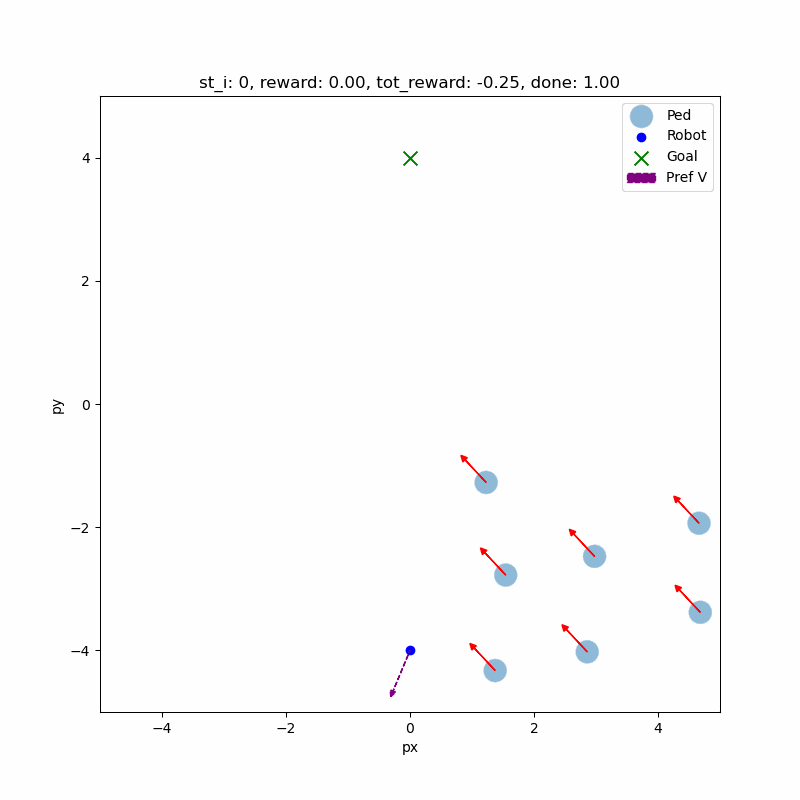 st_i: 0, reward: 0.00, tot_reward: -0.25, done: 1.00
Ped
Robot
Goal
Pref V
4
2
0
−2
−4
py
−4
−2
0
2
4
px